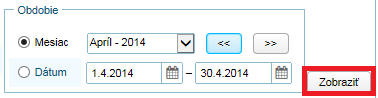 Obdobie
Mesiac Apríl - 2014 << >>
Dátum 1.4.2014 – 30.4.2014 Zobraziť